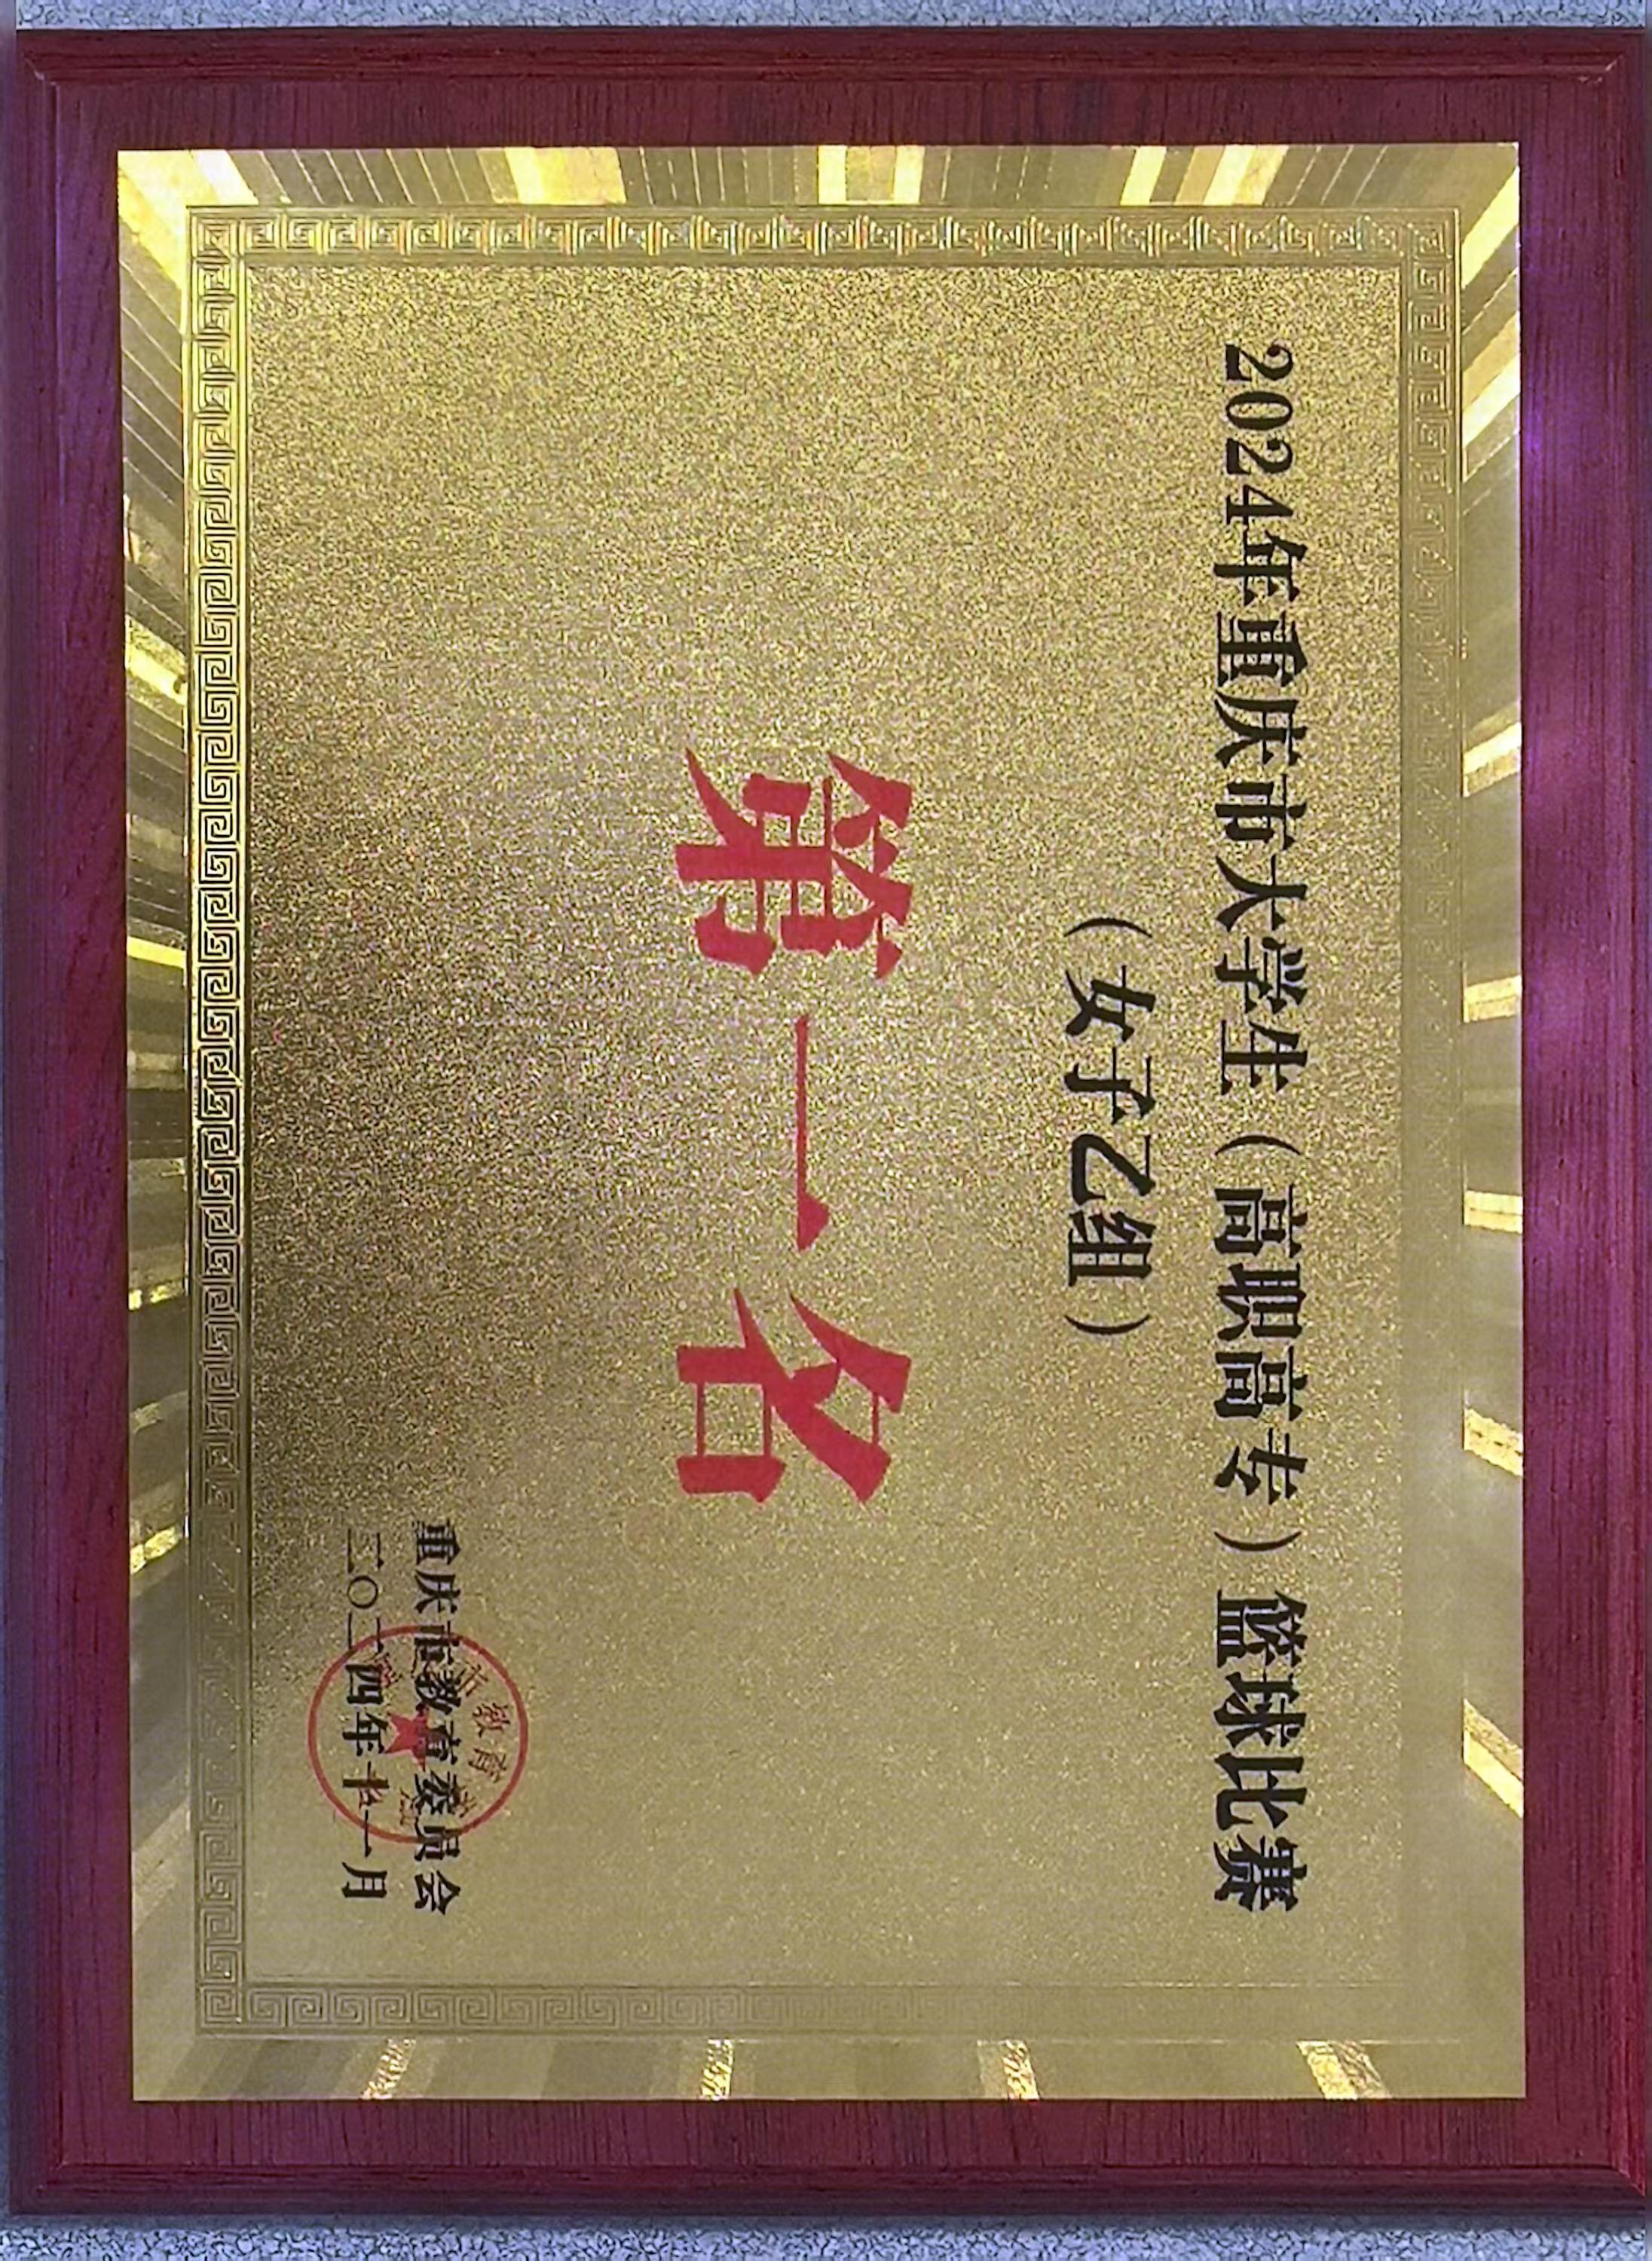 2024年重庆市大学生（高职高专）篮球比赛
（女子乙组）
第一名
重庆市教育委员会
二〇二四年十一月